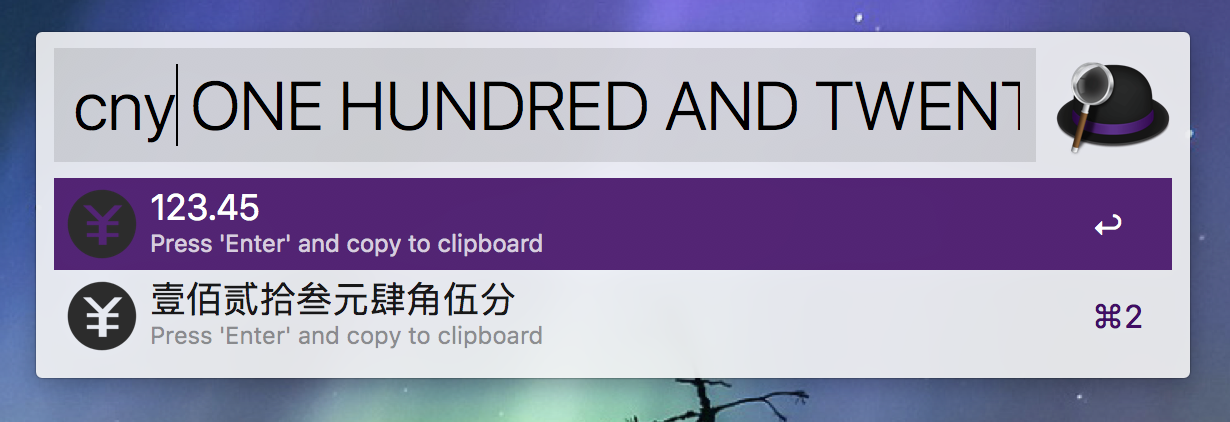 cny ONE HUNDRED AND TWENT
123.45
Press 'Enter' and copy to clipboard
壹佰贰拾叁元肆角伍分
Press 'Enter' and copy to clipboard
⌘2